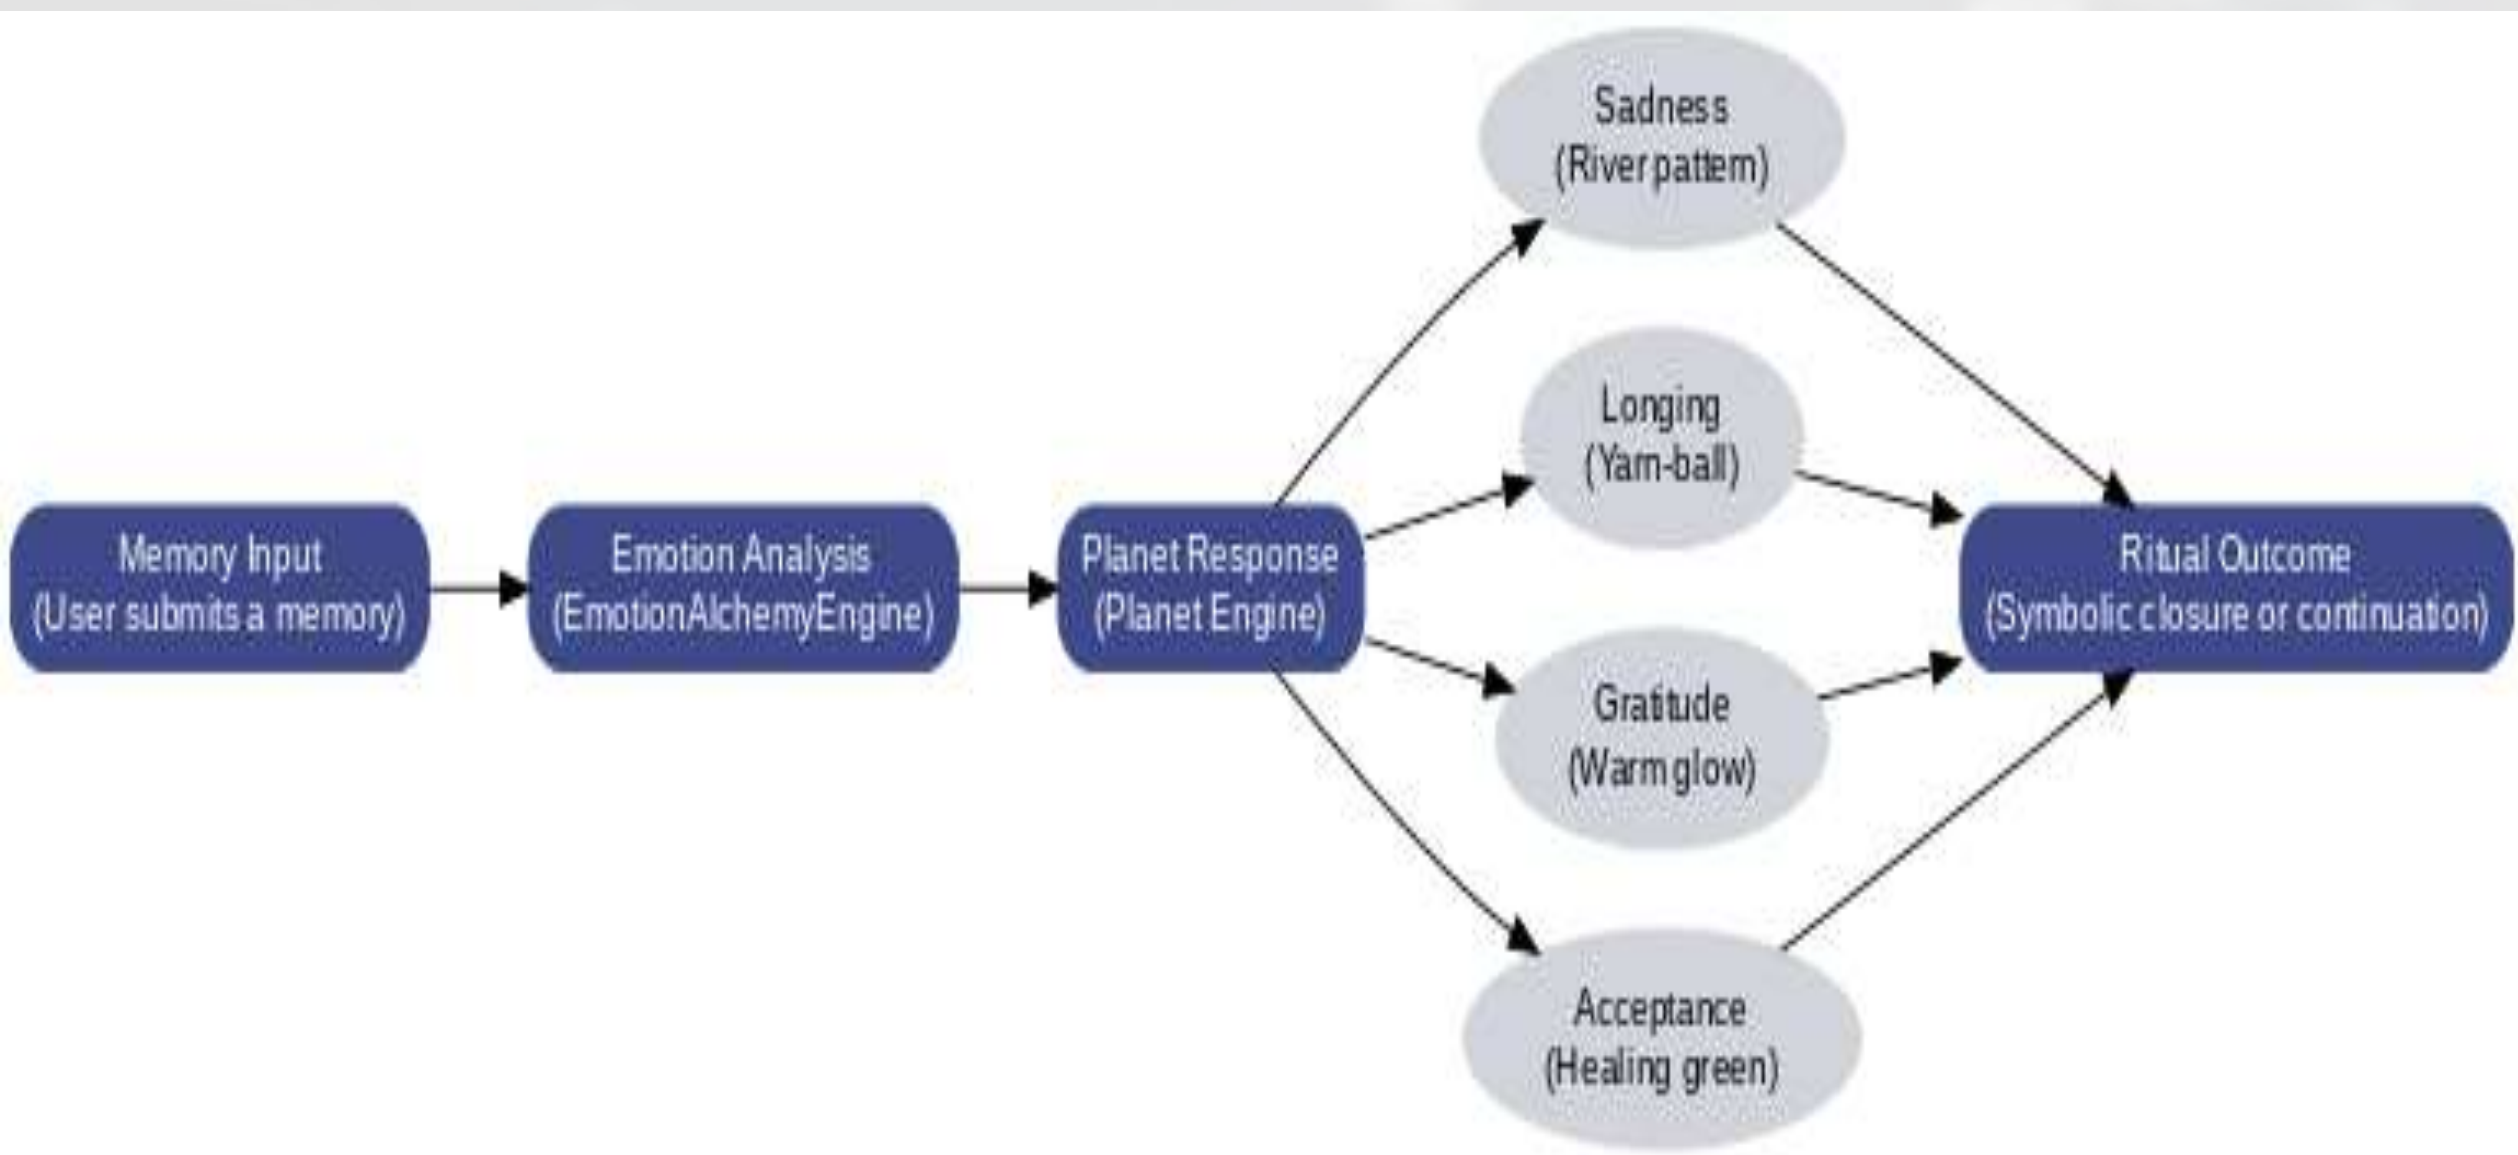 Memory Input
(User submits a memory)
Emotion Analysis
(EmotionAlchemyEngine)
Planet Response
(Planet Engine)
Sadness
(River pattern)
Longing
(Yarn-ball)
Gratitude
(Warm glow)
Acceptance
(Healing green)
Ritual Outcome
(Symbolic closure or continuation)